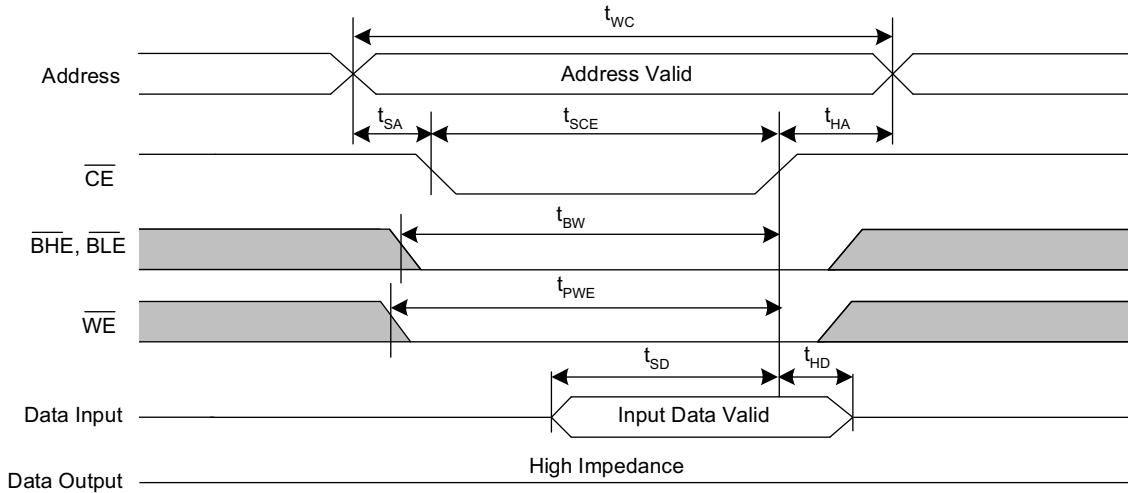 tWC
Address
Address Valid
tSA
tSCE
tHA
CE
tBW
BHE, BLE
tPWE
WE
tSD
tHD
Data Input
Input Data Valid
High Impedance
Data Output